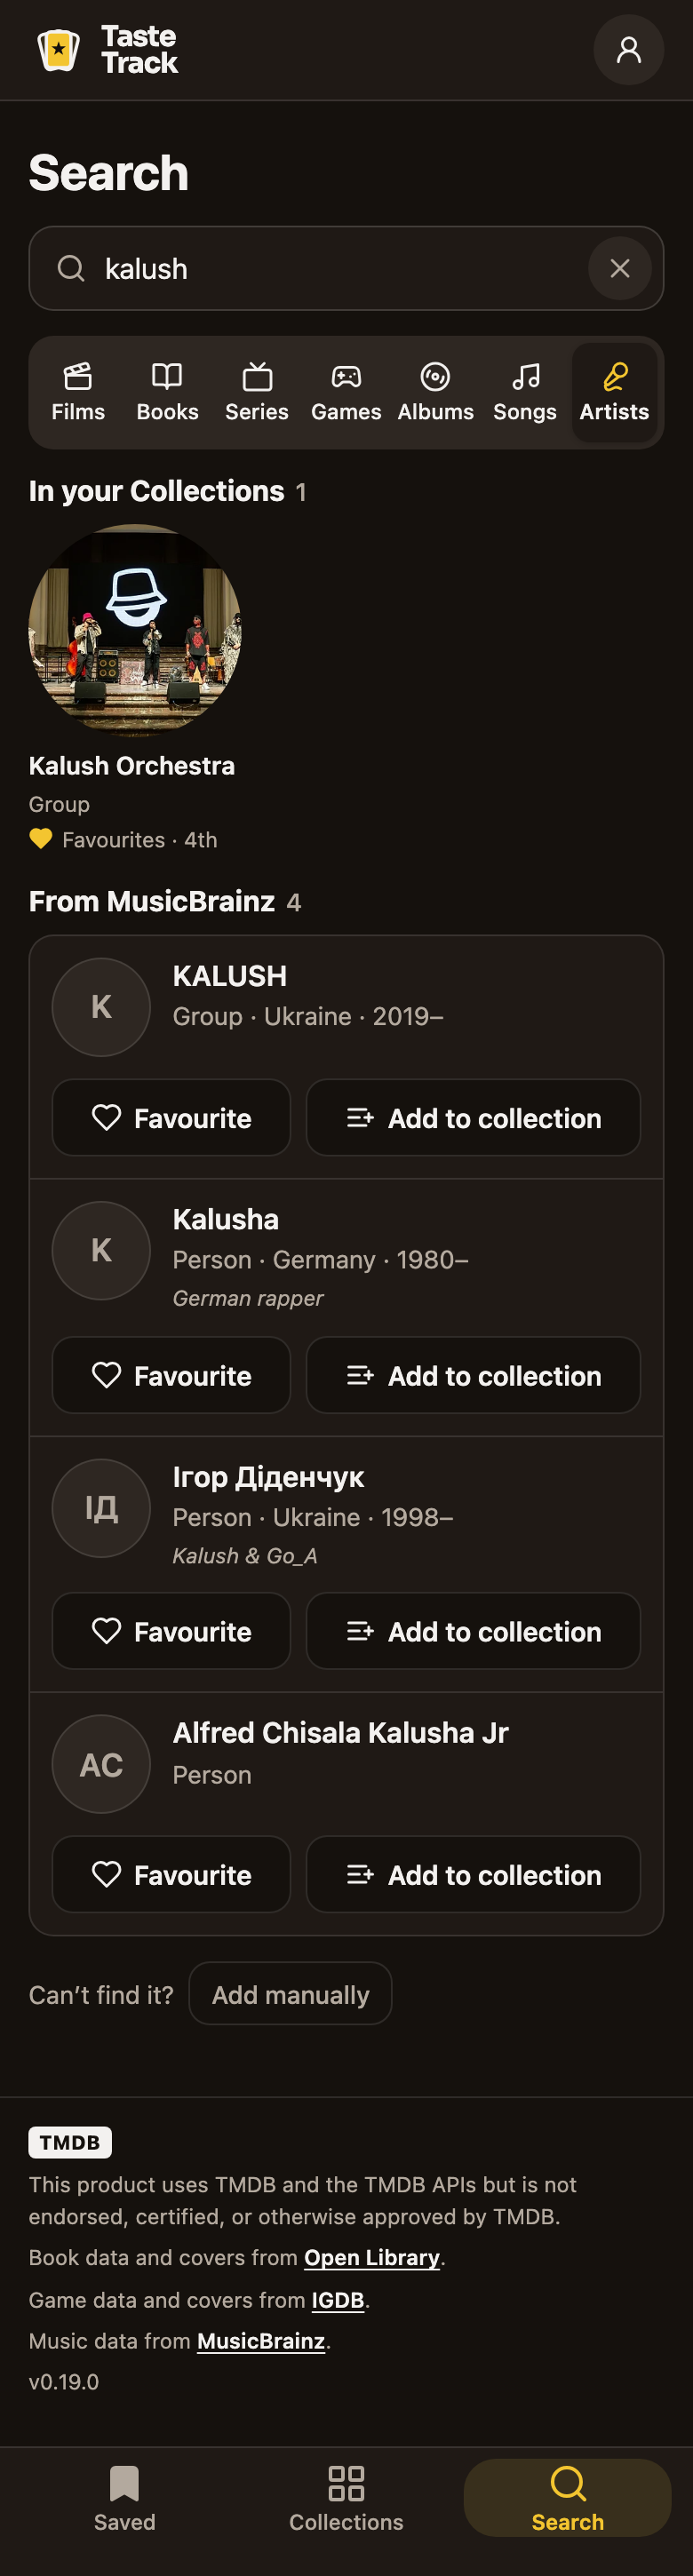 Taste
Track
Search
kalush
Films
Books
Series
Games
Albums
Songs
Artists
In your Collections 1
Kalush Orchestra
Group
Favourites · 4th
From MusicBrainz 4
K
KALUSH
Group · Ukraine · 2019–
Favourite
Add to collection
K
Kalusha
Person · Germany · 1980–
German rapper
Favourite
Add to collection
ІД
Ігор Діденчук
Person · Ukraine · 1998–
Kalush & Go_A
Favourite
Add to collection
AC
Alfred Chisala Kalusha Jr
Person
Favourite
Add to collection
Can’t find it?
Add manually
TMDB
This product uses TMDB and the TMDB APIs but is not
endorsed, certified, or otherwise approved by TMDB.
Book data and covers from Open Library.
Game data and covers from IGDB.
Music data from MusicBrainz.
v0.19.0
Saved
Collections
Search